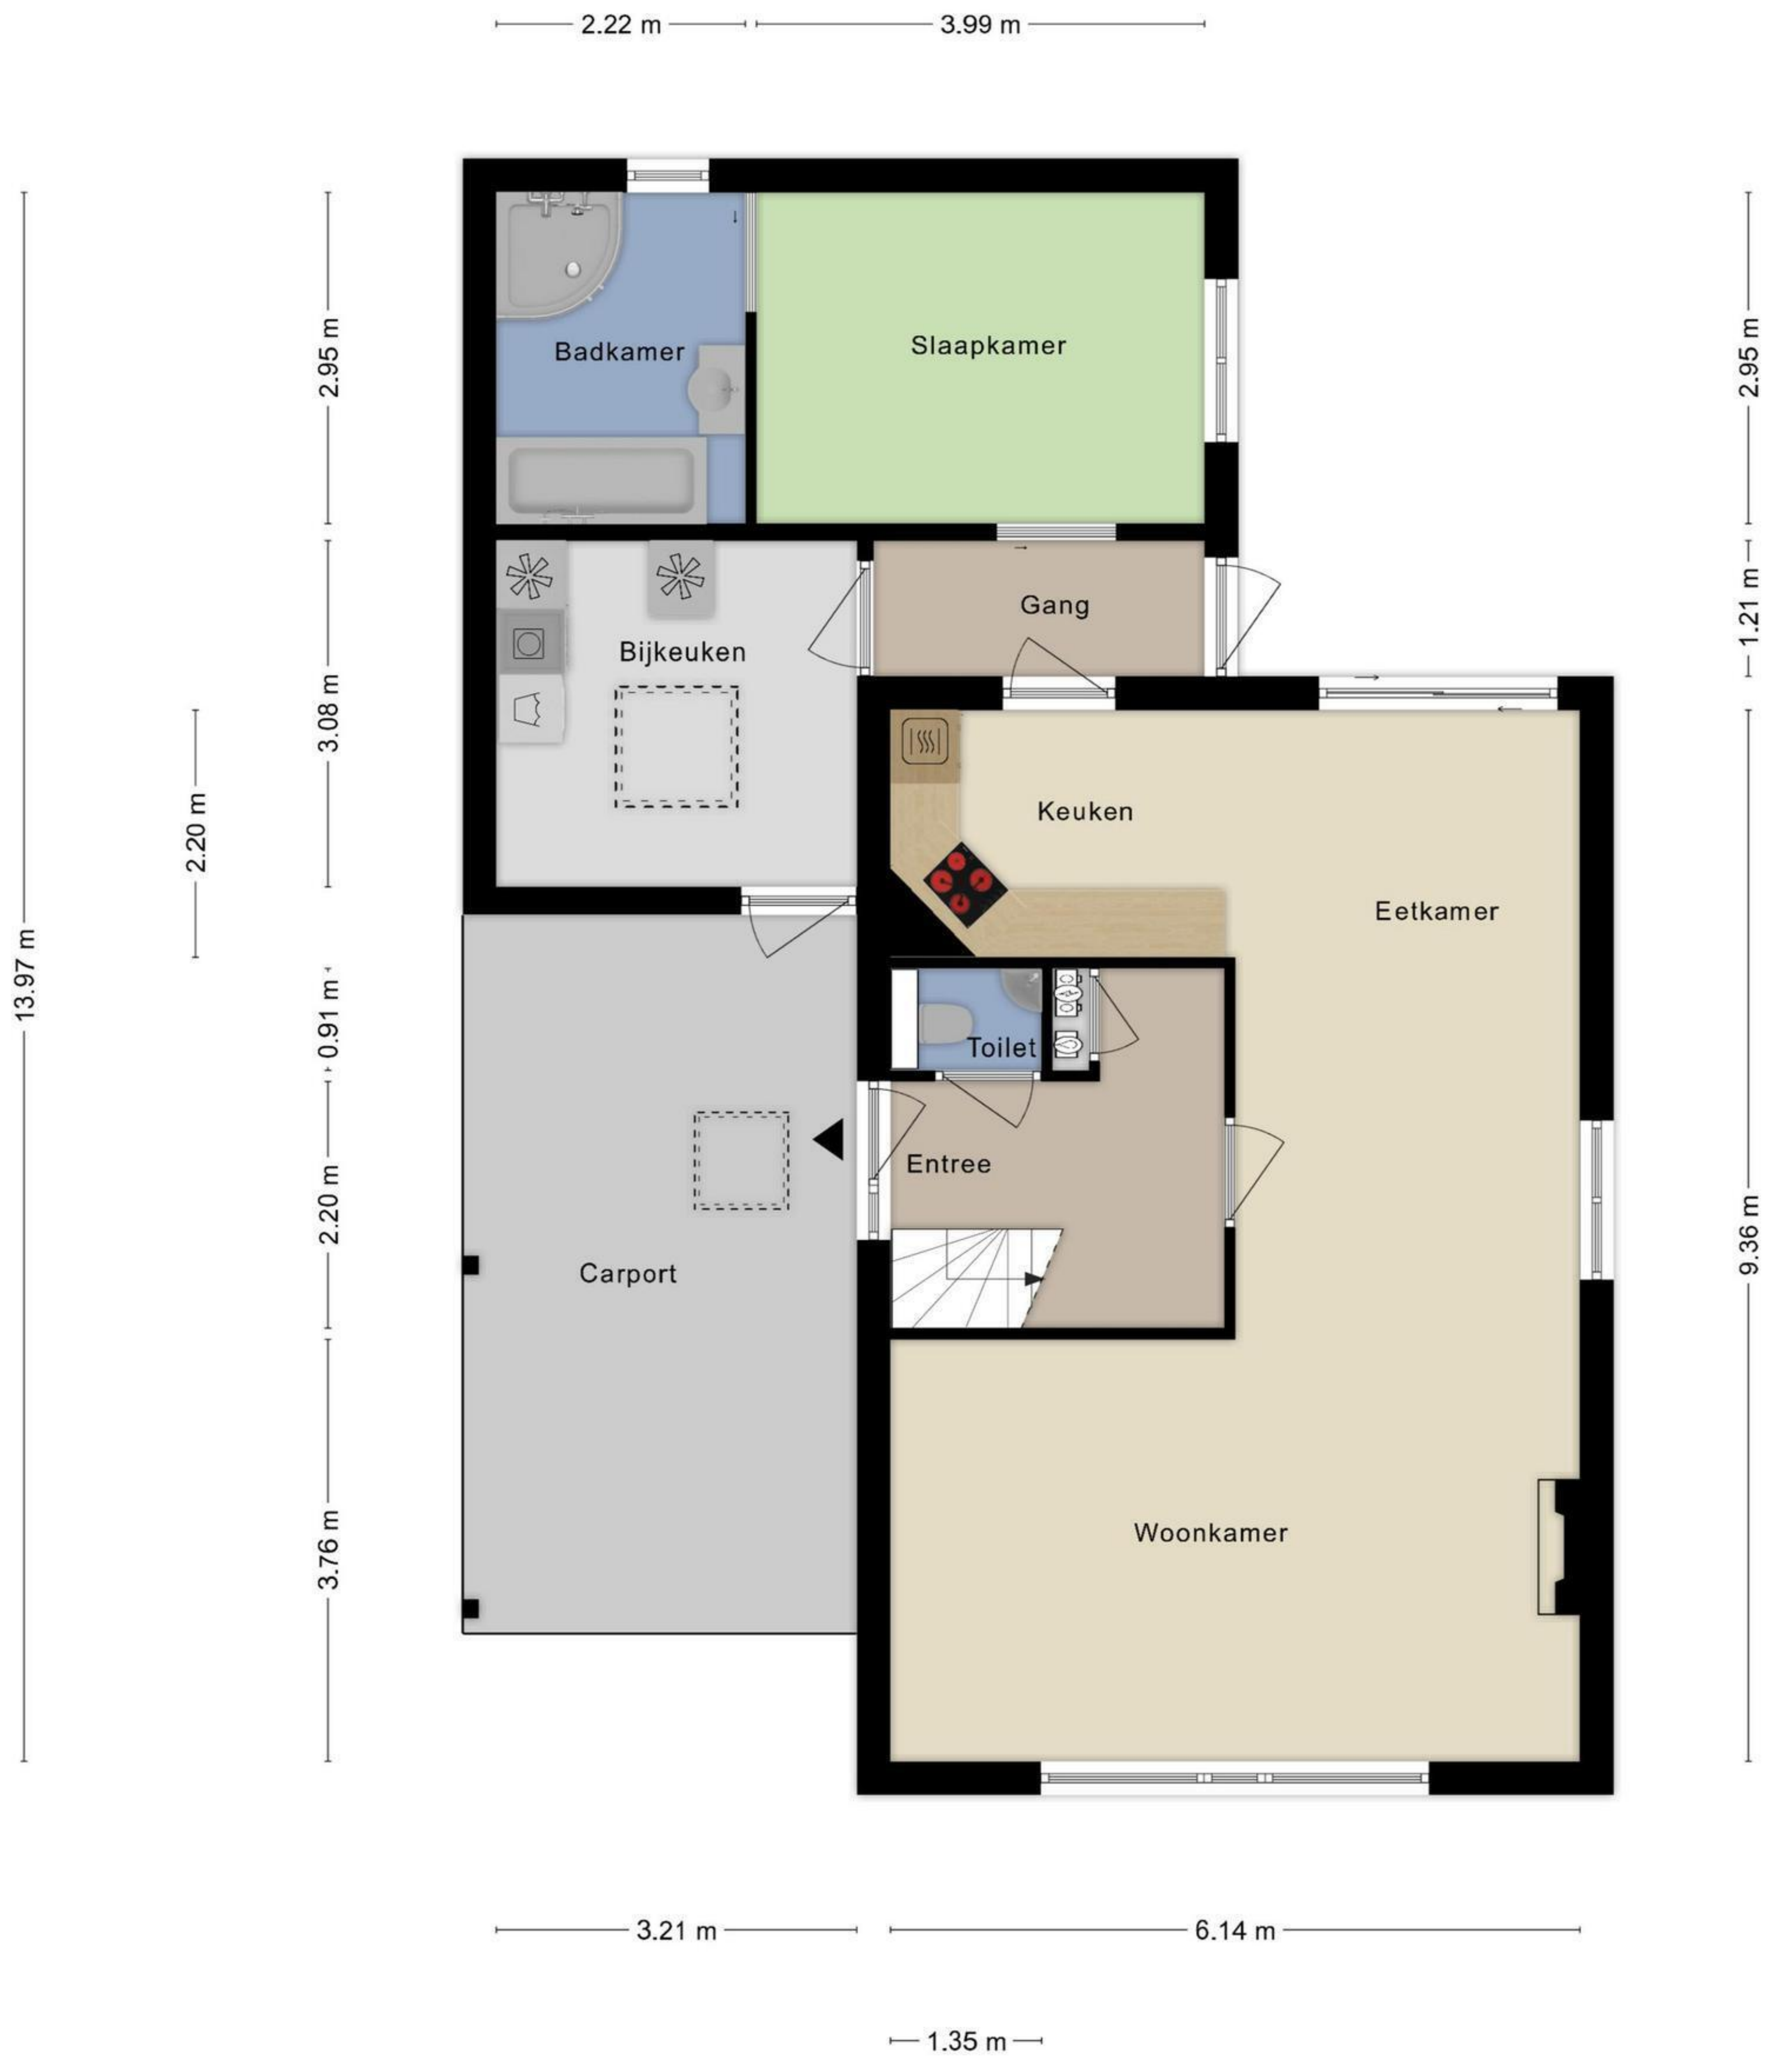 2.22 m
3.99 m
Badkamer
Slaapkamer
2.95 m
2.95 m
Gang
1.21 m
Bijkeuken
3.08 m
2.20 m
Keuken
Eetkamer
13.97 m
0.91 m
Toilet
Entree
2.20 m
9.36 m
Carport
Woonkamer
3.76 m
3.21 m
6.14 m
1.35 m